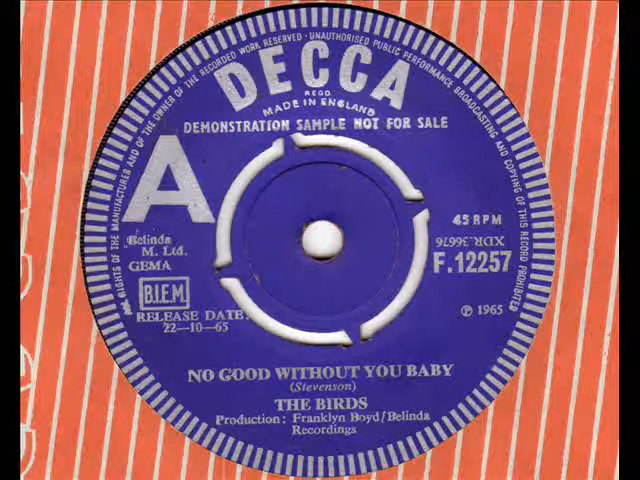 ALL RIGHTS OF THE MANUFACTURER AND OF THE OWNER OF THE RECORDED WORK RESERVED · UNAUTHORISED PUBLIC PERFORMANCE BROADCASTING AND COPYING OF THIS RECORD PROHIBITED
DECCA
REGD.
MADE IN ENGLAND
DEMONSTRATION SAMPLE NOT FOR SALE
A
45 RPM
Belinda
M. Ltd.
GEMA
XDR.36676
F.12257
B.I.E.M.
RELEASE DATE:
22—10—65
℗ 1965
NO GOOD WITHOUT YOU BABY
(Stevenson)
THE BIRDS
Production: Franklyn Boyd/Belinda
Recordings